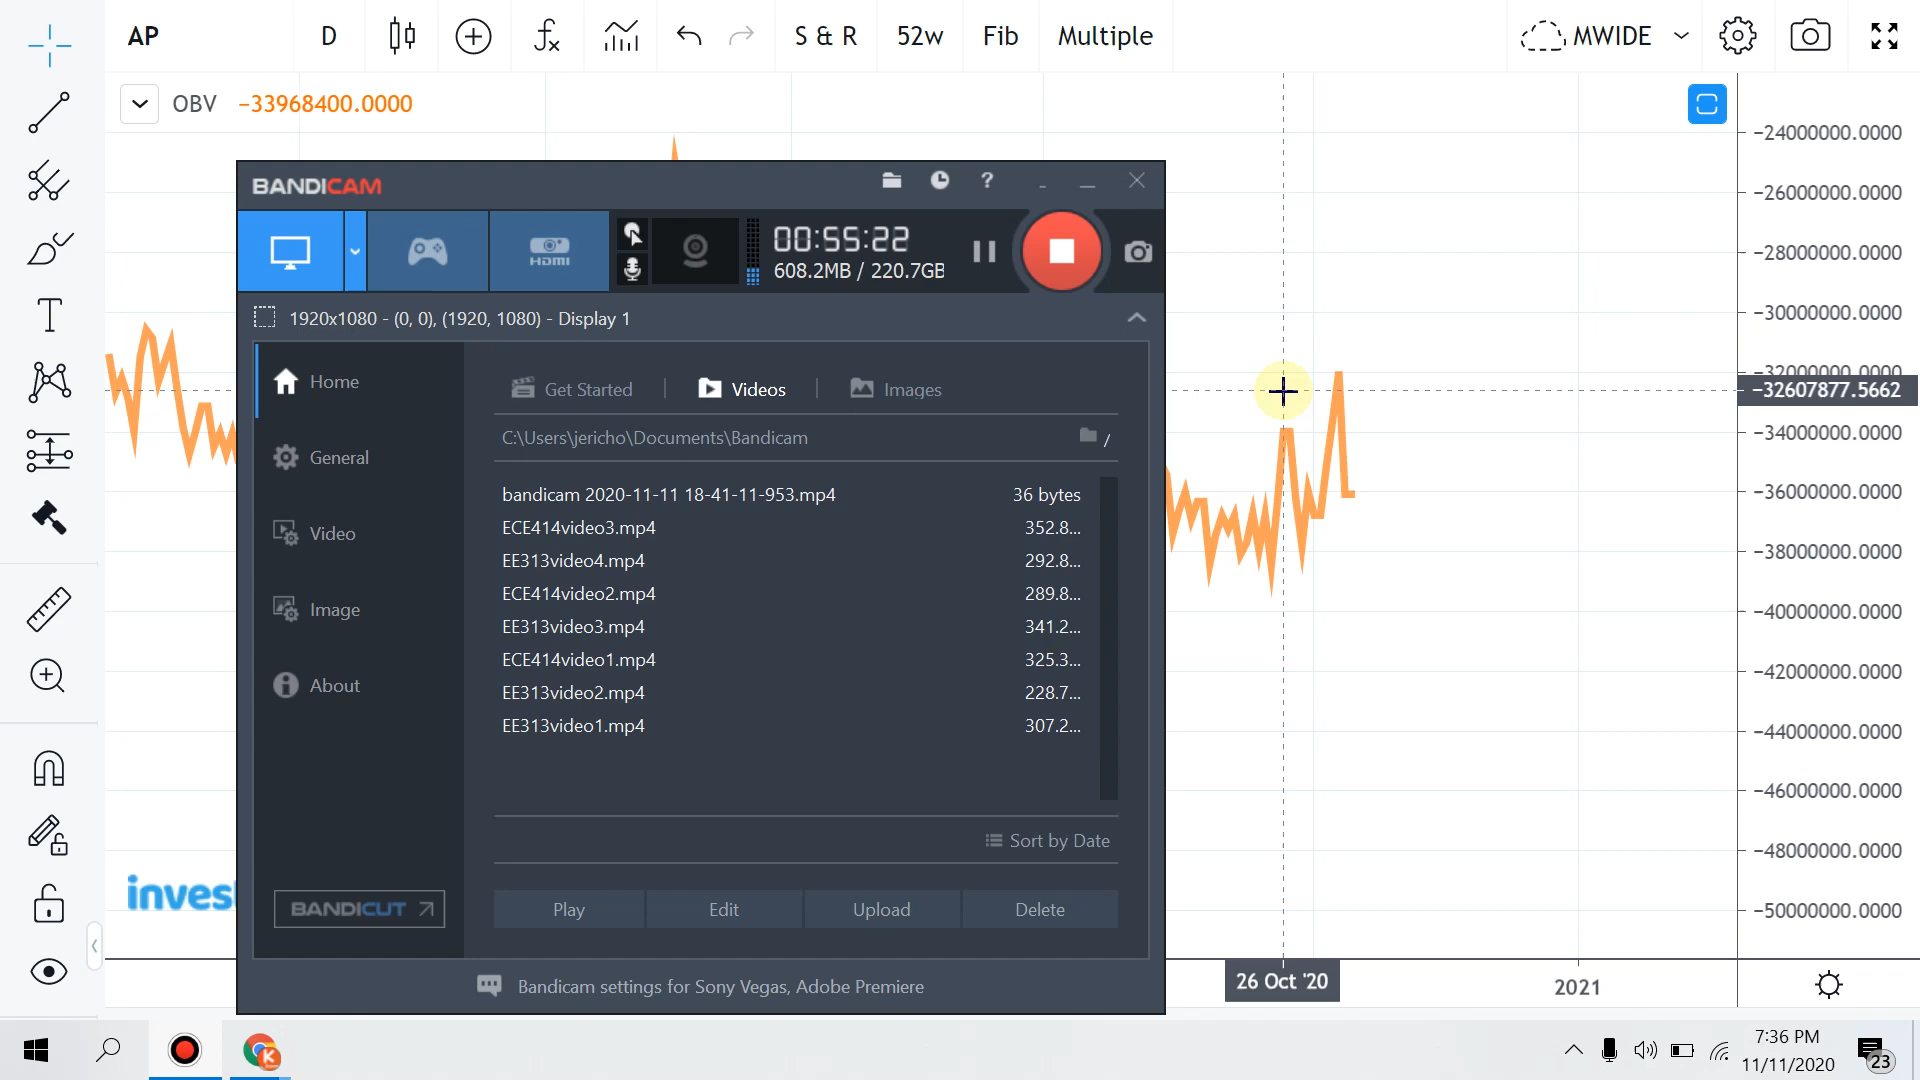 AP
D
S & R
52w
Fib
Multiple
MWIDE
OBV -33968400.0000
BANDICAM
?
HDMI
00:55:22
608.2MB / 220.7GB
1920x1080 - (0, 0), (1920, 1080) - Display 1
Home
General
Video
Image
About
BANDICUT
Get Started
Videos
Images
C:\Users\jericho\Documents\Bandicam
/
bandicam 2020-11-11 18-41-11-953.mp4 36 bytes
ECE414video3.mp4 352.8...
EE313video4.mp4 292.8...
ECE414video2.mp4 289.8...
EE313video3.mp4 341.2...
ECE414video1.mp4 325.3...
EE313video2.mp4 228.7...
EE313video1.mp4 307.2...
Sort by Date
Play
Edit
Upload
Delete
Bandicam settings for Sony Vegas, Adobe Premiere
-24000000.0000
-26000000.0000
-28000000.0000
-30000000.0000
-32000000.0000
-32607877.5662
-34000000.0000
-36000000.0000
-38000000.0000
-40000000.0000
-42000000.0000
-44000000.0000
-46000000.0000
-48000000.0000
-50000000.0000
inves
26 Oct '20
2021
K
7:36 PM
11/11/2020
23